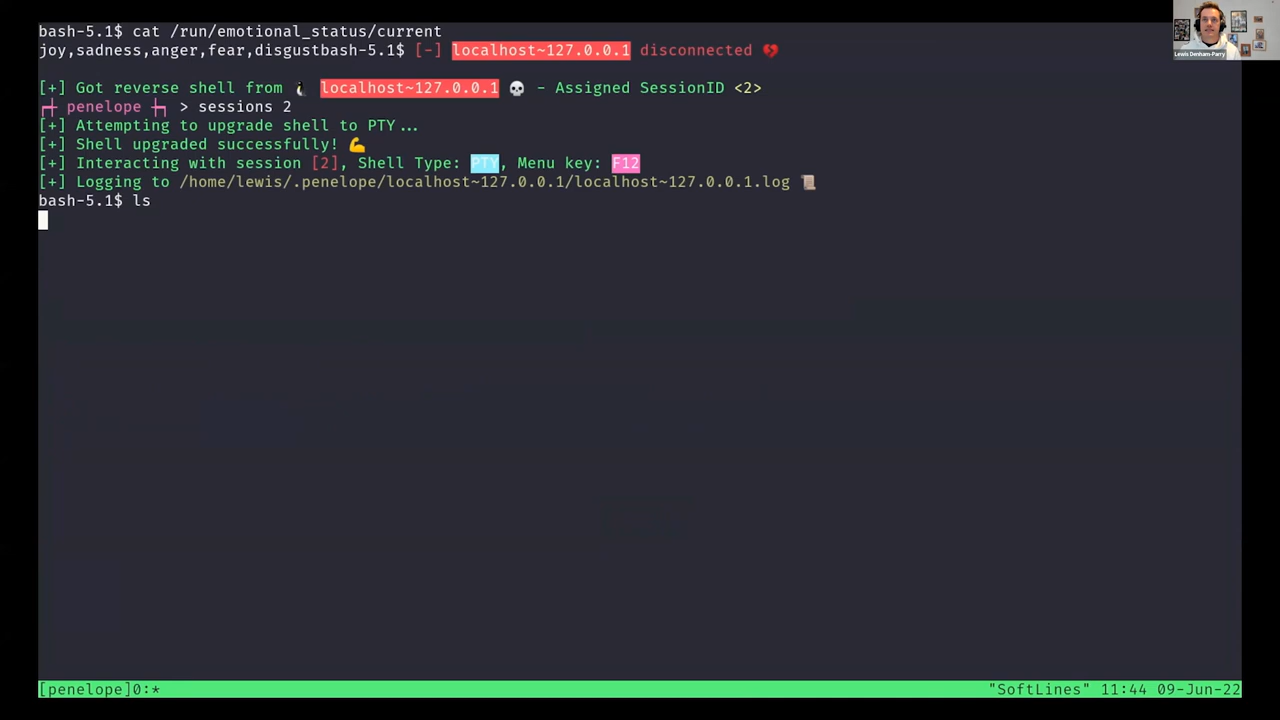 bash-5.1$ cat /run/emotional_status/current
joy,sadness,anger,fear,disgustbash-5.1$ [-] localhost~127.0.0.1 disconnected 💔
[+] Got reverse shell from 🐧 localhost~127.0.0.1 💀 - Assigned SessionID <2>
penelope > sessions 2
[+] Attempting to upgrade shell to PTY...
[+] Shell upgraded successfully! 💪
[+] Interacting with session [2], Shell Type: PTY, Menu key: F12
[+] Logging to /home/lewis/.penelope/localhost~127.0.0.1/localhost~127.0.0.1.log 📜
bash-5.1$ ls
Lewis Denham-Parry
[penelope]0:* "SoftLines" 11:44 09-Jun-22